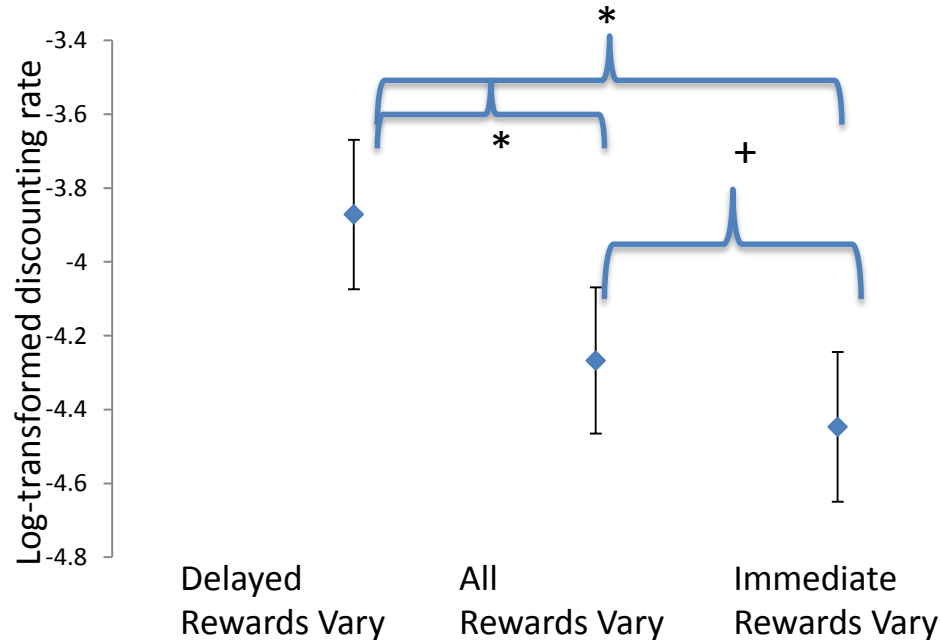 *
-3.4
-3.6
*
+
-3.8
-4
-4.2
-4.4
-4.6
-4.8
Log-transformed discounting rate
Delayed
Rewards Vary
All
Rewards Vary
Immediate
Rewards Vary